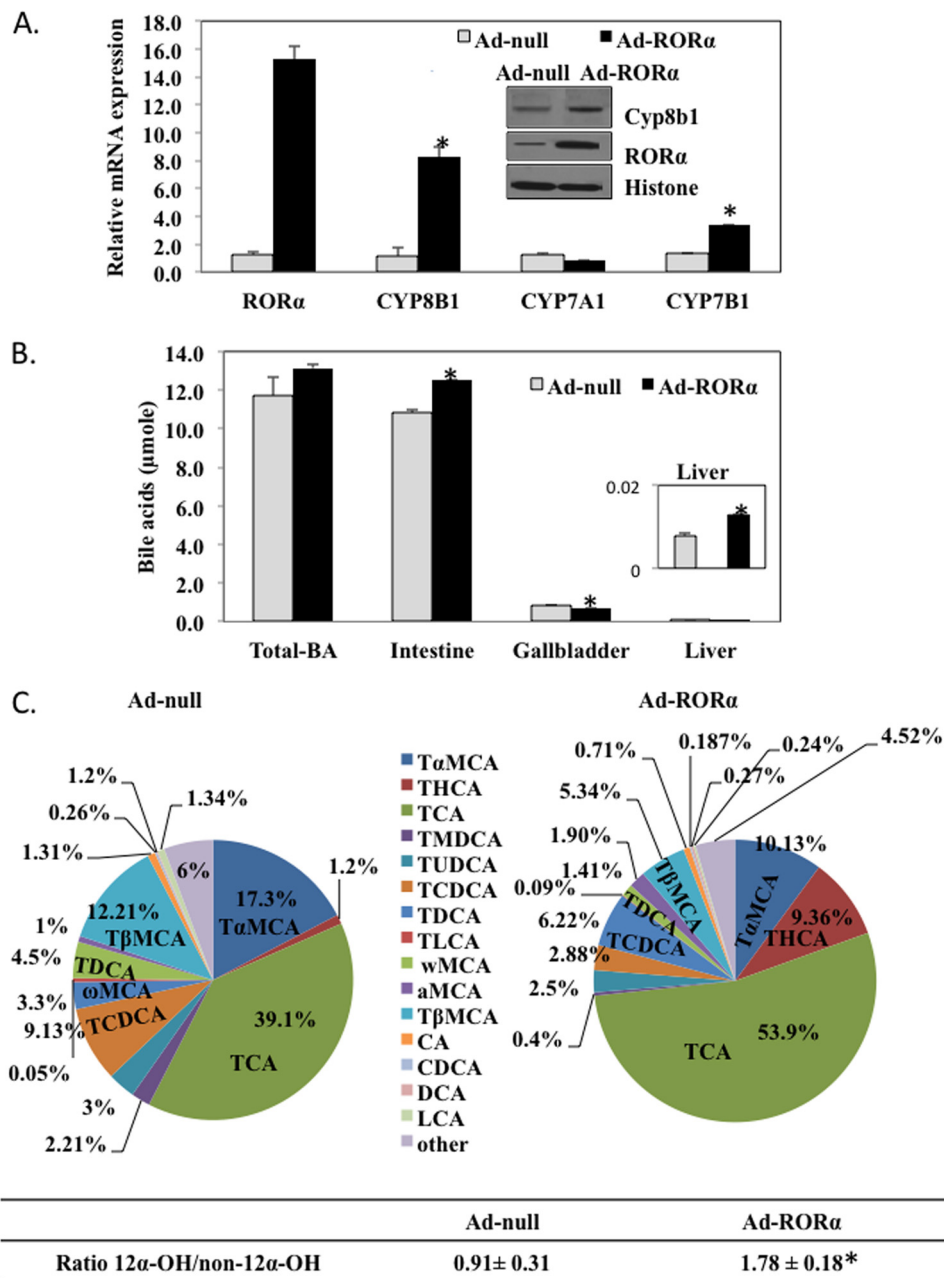 A.
18.0
16.0
14.0
12.0
10.0
8.0
6.0
4.0
2.0
0.0
Relative mRNA expression
Ad-null Ad-RORα
Ad-null Ad-RORα
Cyp8b1
RORα
Histone
*
*
RORα CYP8B1 CYP7A1 CYP7B1
B.
14.0
12.0
10.0
8.0
6.0
4.0
2.0
0.0
Bile acids (μmole)
Ad-null Ad-RORα
Liver
0.02
0
*
*
*
Total-BA Intestine Gallbladder Liver
C.
Ad-null
1.2%
0.26%
1.31%
1.34%
6%
1.2%
17.3%
TαMCA
12.21%
TβMCA
1%
4.5%
TDCA
3.3%
ωMCA
9.13%
TCDCA
39.1%
TCA
0.05%
3%
2.21%
TαMCA
THCA
TCA
TMDCA
TUDCA
TCDCA
TDCA
TLCA
wMCA
aMCA
TβMCA
CA
CDCA
DCA
LCA
other
Ad-RORα
0.71%
0.187%
0.24%
4.52%
0.27%
5.34%
1.90%
1.41%
0.09%
6.22%
2.88%
2.5%
0.4%
10.13%
TαMCA
9.36%
THCA
TβMCA
TDCA
TCDCA
53.9%
TCA
Ad-null Ad-RORα
Ratio 12α-OH/non-12α-OH 0.91± 0.31 1.78 ± 0.18*